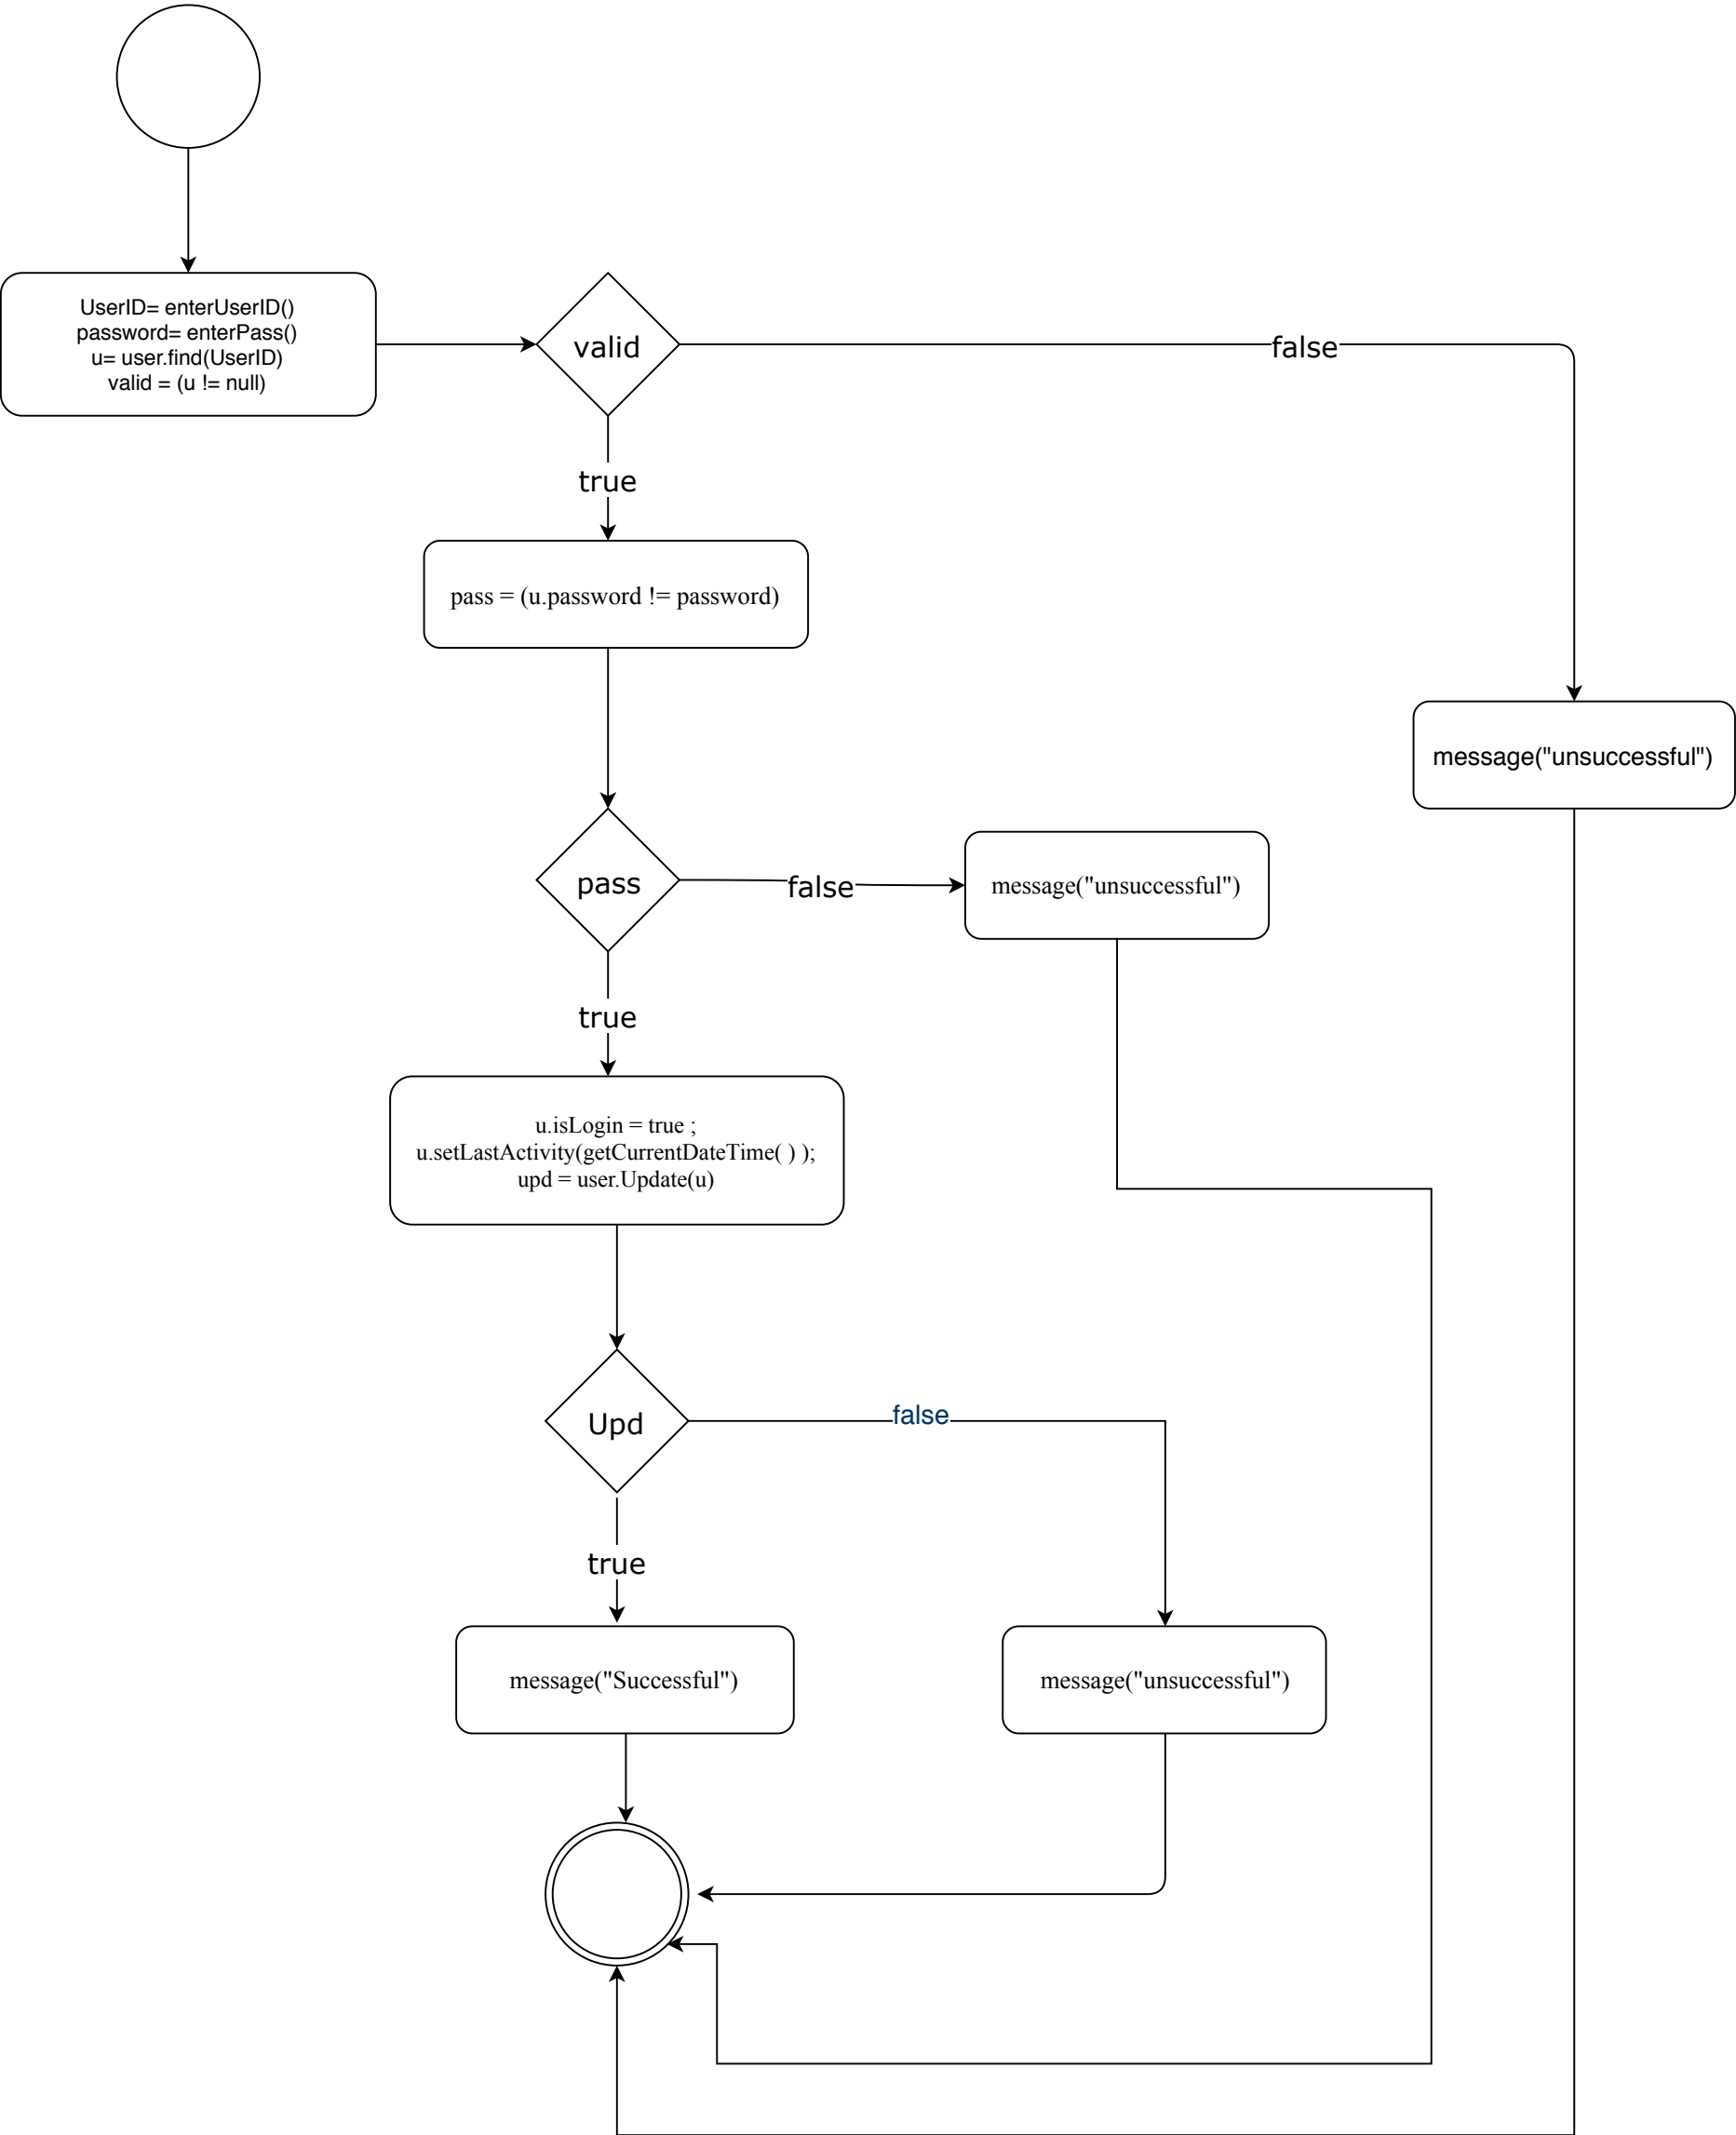 UserID= enterUserID()
password= enterPass()
u= user.find(UserID)
valid = (u != null)
valid
false
true
pass = (u.password != password)
message("unsuccessful")
pass
false
message("unsuccessful")
true
u.isLogin = true ;
u.setLastActivity(getCurrentDateTime( ) );
upd = user.Update(u)
Upd
false
true
message("Successful")
message("unsuccessful")